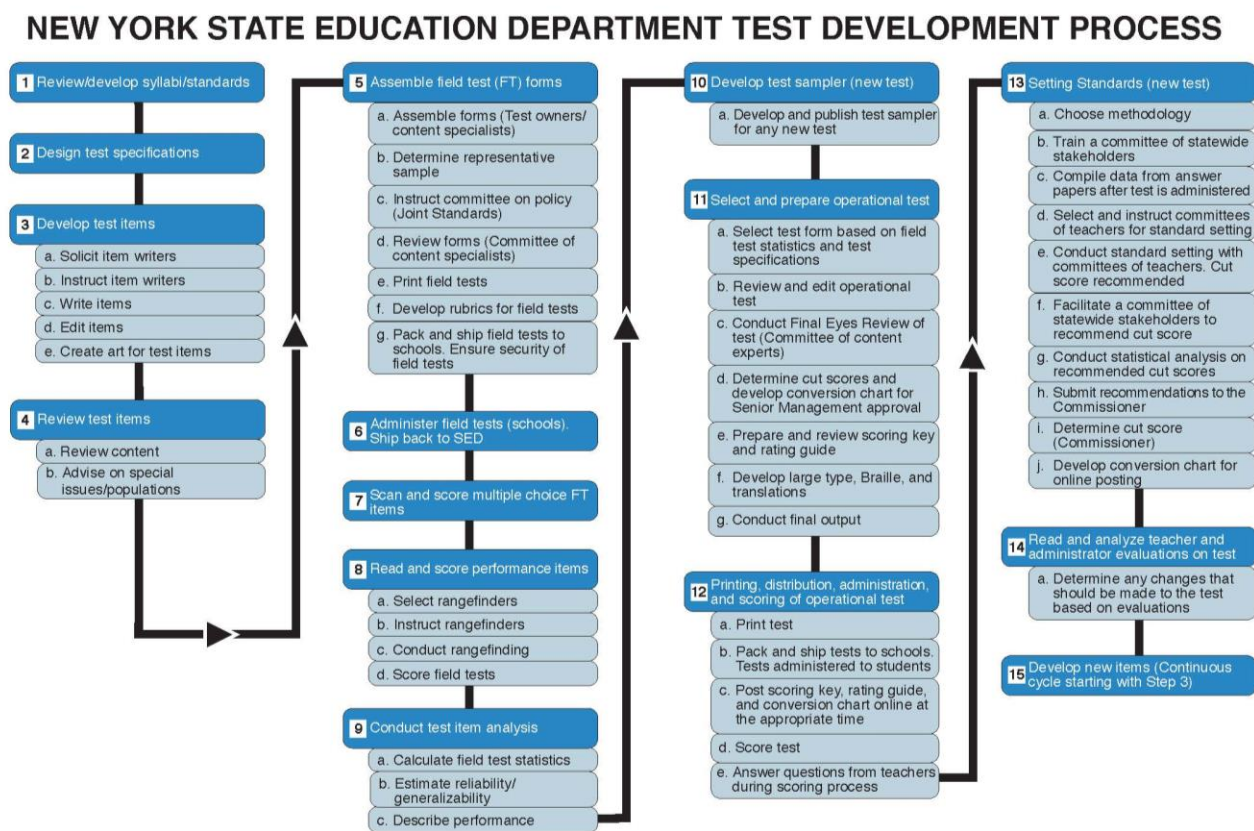 NEW YORK STATE EDUCATION DEPARTMENT TEST DEVELOPMENT PROCESS
1 Review/develop syllabi/standards
2 Design test specifications
3 Develop test items
a. Solicit item writers
b. Instruct item writers
c. Write items
d. Edit items
e. Create art for test items
4 Review test items
a. Review content
b. Advise on special
issues/populations
5 Assemble field test (FT) forms
a. Assemble forms (Test owners/
content specialists)
b. Determine representative
sample
c. Instruct committee on policy
(Joint Standards)
d. Review forms (Committee of
content specialists)
e. Print field tests
f. Develop rubrics for field tests
g. Pack and ship field tests to
schools. Ensure security of
field tests
6 Administer field tests (schools).
Ship back to SED
7 Scan and score multiple choice FT
items
8 Read and score performance items
a. Select rangefinders
b. Instruct rangefinders
c. Conduct rangefinding
d. Score field tests
9 Conduct test item analysis
a. Calculate field test statistics
b. Estimate reliability/
generalizability
c. Describe performance
10 Develop test sampler (new test)
a. Develop and publish test sampler
for any new test
11 Select and prepare operational test
a. Select test form based on field
test statistics and test
specifications
b. Review and edit operational
test
c. Conduct Final Eyes Review of
test (Committee of content
experts)
d. Determine cut scores and
develop conversion chart for
Senior Management approval
e. Prepare and review scoring key
and rating guide
f. Develop large type, Braille, and
translations
g. Conduct final output
12 Printing, distribution, administration,
and scoring of operational test
a. Print test
b. Pack and ship tests to schools.
Tests administered to students
c. Post scoring key, rating guide,
and conversion chart online at
the appropriate time
d. Score test
e. Answer questions from teachers
during scoring process
13 Setting Standards (new test)
a. Choose methodology
b. Train a committee of statewide
stakeholders
c. Compile data from answer
papers after test is administered
d. Select and instruct committees
of teachers for standard setting
e. Conduct standard setting with
committees of teachers. Cut
score recommended
f. Facilitate a committee of
statewide stakeholders to
recommend cut score
g. Conduct statistical analysis on
recommended cut scores
h. Submit recommendations to the
Commissioner
i. Determine cut score
(Commissioner)
j. Develop conversion chart for
online posting
14 Read and analyze teacher and
administrator evaluations on test
a. Determine any changes that
should be made to the test
based on evaluations
15 Develop new items (Continuous
cycle starting with Step 3)